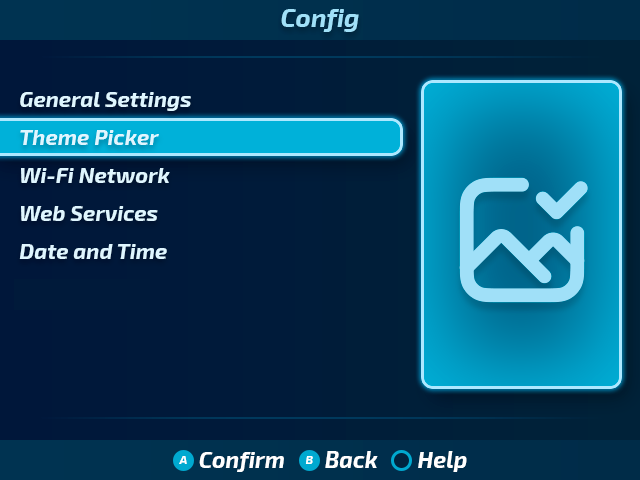 Config
General Settings
Theme Picker
Wi-Fi Network
Web Services
Date and Time
A Confirm B Back Help